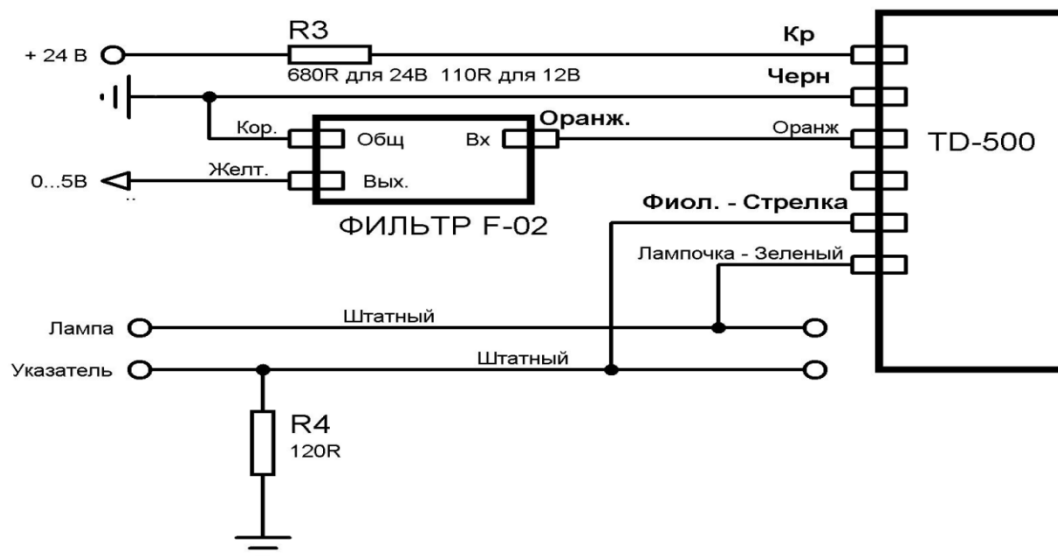 R3
Кр
+ 24 В
680R для 24В 110R для 12В
Черн
Оранж.
Кор.
Общ
Вх
Оранж
TD-500
Желт.
0...5В
Вых.
Фиол. - Стрелка
ФИЛЬТР F-02
Лампочка - Зеленый
Штатный
Лампа
Штатный
Указатель
R4
120R